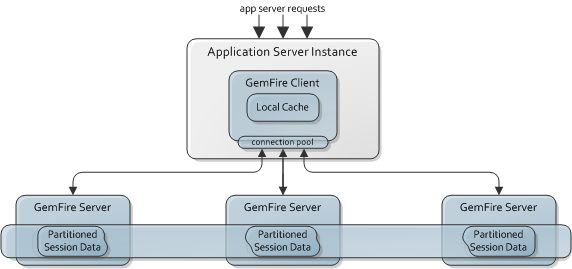 app server requests
Application Server Instance
GemFire Client
Local Cache
connection pool
GemFire Server
GemFire Server
GemFire Server
Partitioned
Session Data
Partitioned
Session Data
Partitioned
Session Data